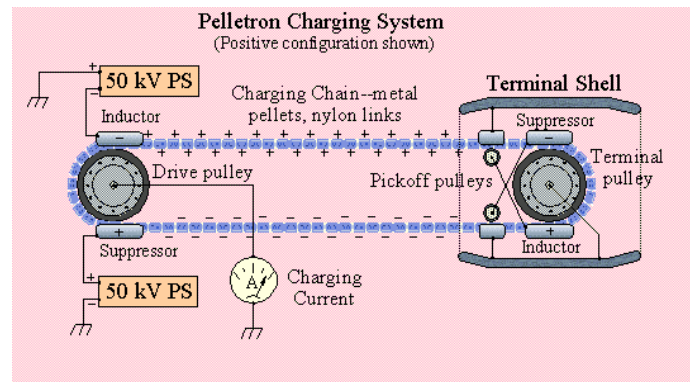 Pelletron Charging System
(Positive configuration shown)
+
50 kV PS
−
Inductor
−
Charging Chain--metal
pellets, nylon links
Terminal Shell
Suppressor
−
+ + + + + + + + + +
+ + + + + + + + +
Drive pulley
Pickoff pulleys
Terminal
pulley
− − − − − − − −
− − − − − − −
+
Suppressor
+
Inductor
+
50 kV PS
−
A
Charging
Current